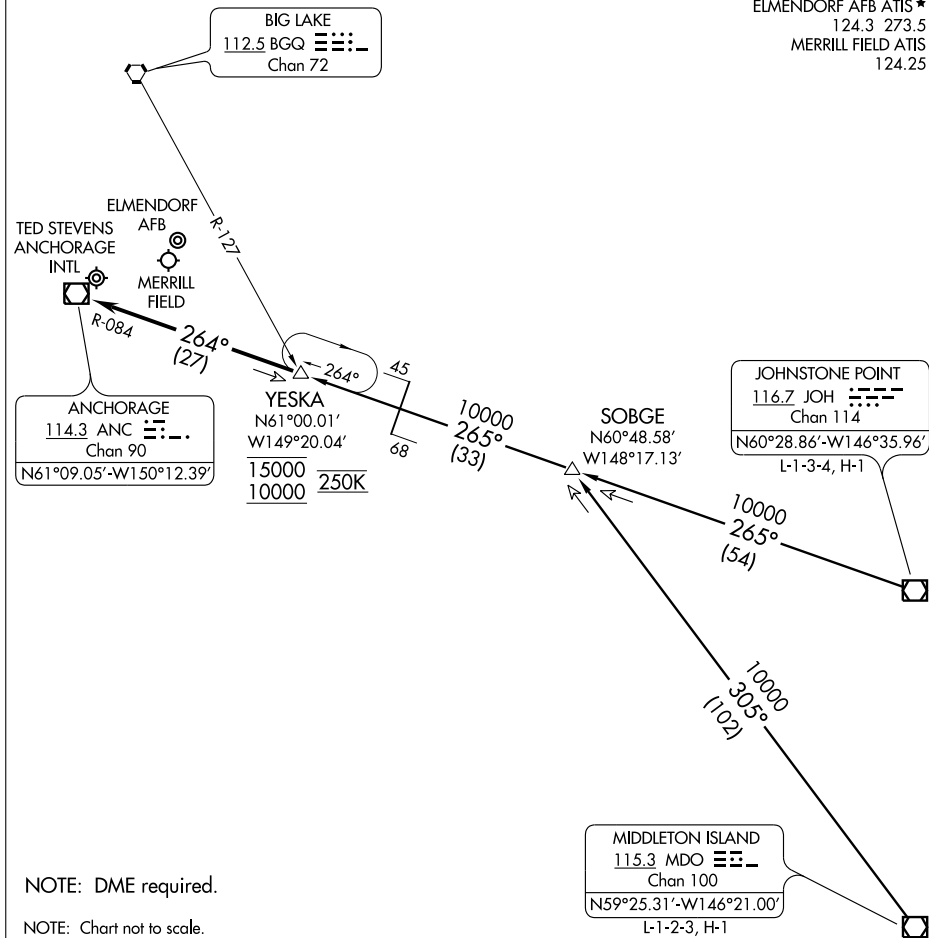 ELMENDORF AFB ATIS★
124.3 273.5
MERRILL FIELD ATIS
124.25
BIG LAKE
112.5 BGQ
Chan 72
R-127
ELMENDORF
AFB
TED STEVENS
ANCHORAGE
INTL
MERRILL
FIELD
R-084
264°
(27)
264°
45
68
YESKA
N61°00.01′
W149°20.04′
15000
10000
250K
ANCHORAGE
114.3 ANC
Chan 90
N61°09.05′-W150°12.39′
10000
265°
(33)
SOBGE
N60°48.58′
W148°17.13′
JOHNSTONE POINT
116.7 JOH
Chan 114
N60°28.86′-W146°35.96′
L-1-3-4, H-1
10000
265°
(54)
10000
305°
(102)
MIDDLETON ISLAND
115.3 MDO
Chan 100
N59°25.31′-W146°21.00′
L-1-2-3, H-1
NOTE: DME required.
NOTE: Chart not to scale.